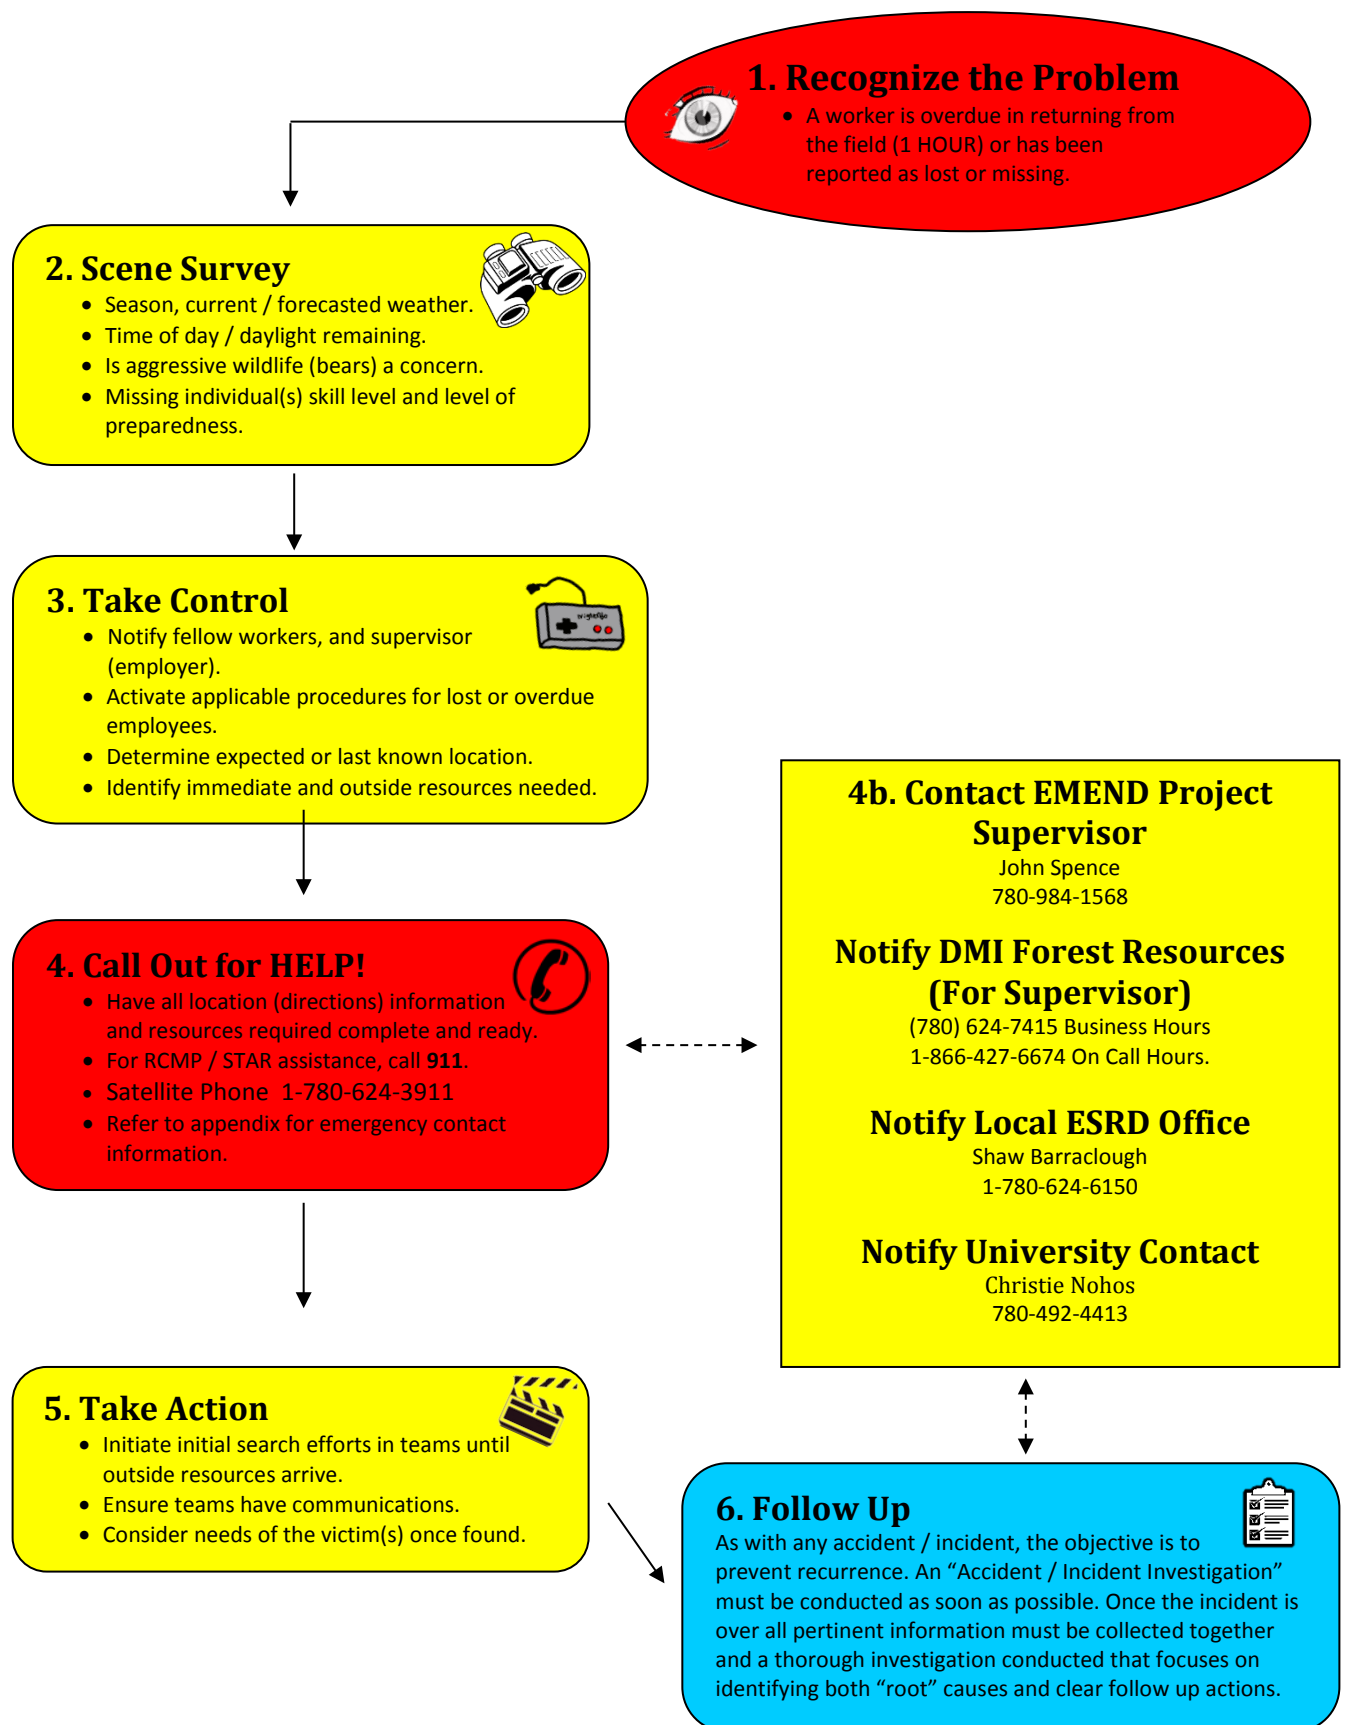 1. Recognize the Problem
• A worker is overdue in returning from
the field (1 HOUR) or has been
reported as lost or missing.
2. Scene Survey
• Season, current / forecasted weather.
• Time of day / daylight remaining.
• Is aggressive wildlife (bears) a concern.
• Missing individual(s) skill level and level of
preparedness.
3. Take Control
• Notify fellow workers, and supervisor
(employer).
• Activate applicable procedures for lost or overdue
employees.
• Determine expected or last known location.
• Identify immediate and outside resources needed.
4. Call Out for HELP!
• Have all location (directions) information
and resources required complete and ready.
• For RCMP / STAR assistance, call 911.
• Satellite Phone 1-780-624-3911
• Refer to appendix for emergency contact
information.
4b. Contact EMEND Project
Supervisor
John Spence
780-984-1568
Notify DMI Forest Resources
(For Supervisor)
(780) 624-7415 Business Hours
1-866-427-6674 On Call Hours.
Notify Local ESRD Office
Shaw Barraclough
1-780-624-6150
Notify University Contact
Christie Nohos
780-492-4413
5. Take Action
• Initiate initial search efforts in teams until
outside resources arrive.
• Ensure teams have communications.
• Consider needs of the victim(s) once found.
6. Follow Up
As with any accident / incident, the objective is to
prevent recurrence. An “Accident / Incident Investigation”
must be conducted as soon as possible. Once the incident is
over all pertinent information must be collected together
and a thorough investigation conducted that focuses on
identifying both “root” causes and clear follow up actions.